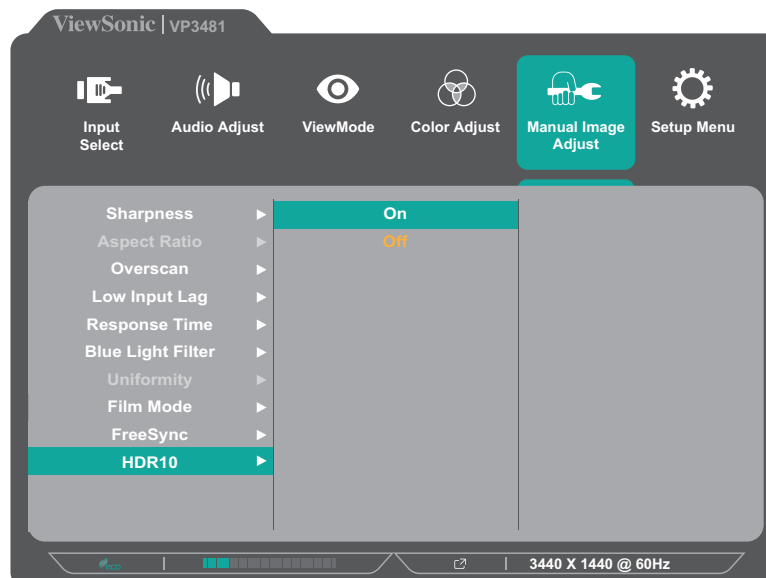 ViewSonic | VP3481
Input
Select
Audio Adjust
ViewMode
Color Adjust
Manual Image
Adjust
Setup Menu
Sharpness
On
Aspect Ratio
Off
Overscan
Low Input Lag
Response Time
Blue Light Filter
Uniformity
Film Mode
FreeSync
HDR10
eco
3440 X 1440 @ 60Hz